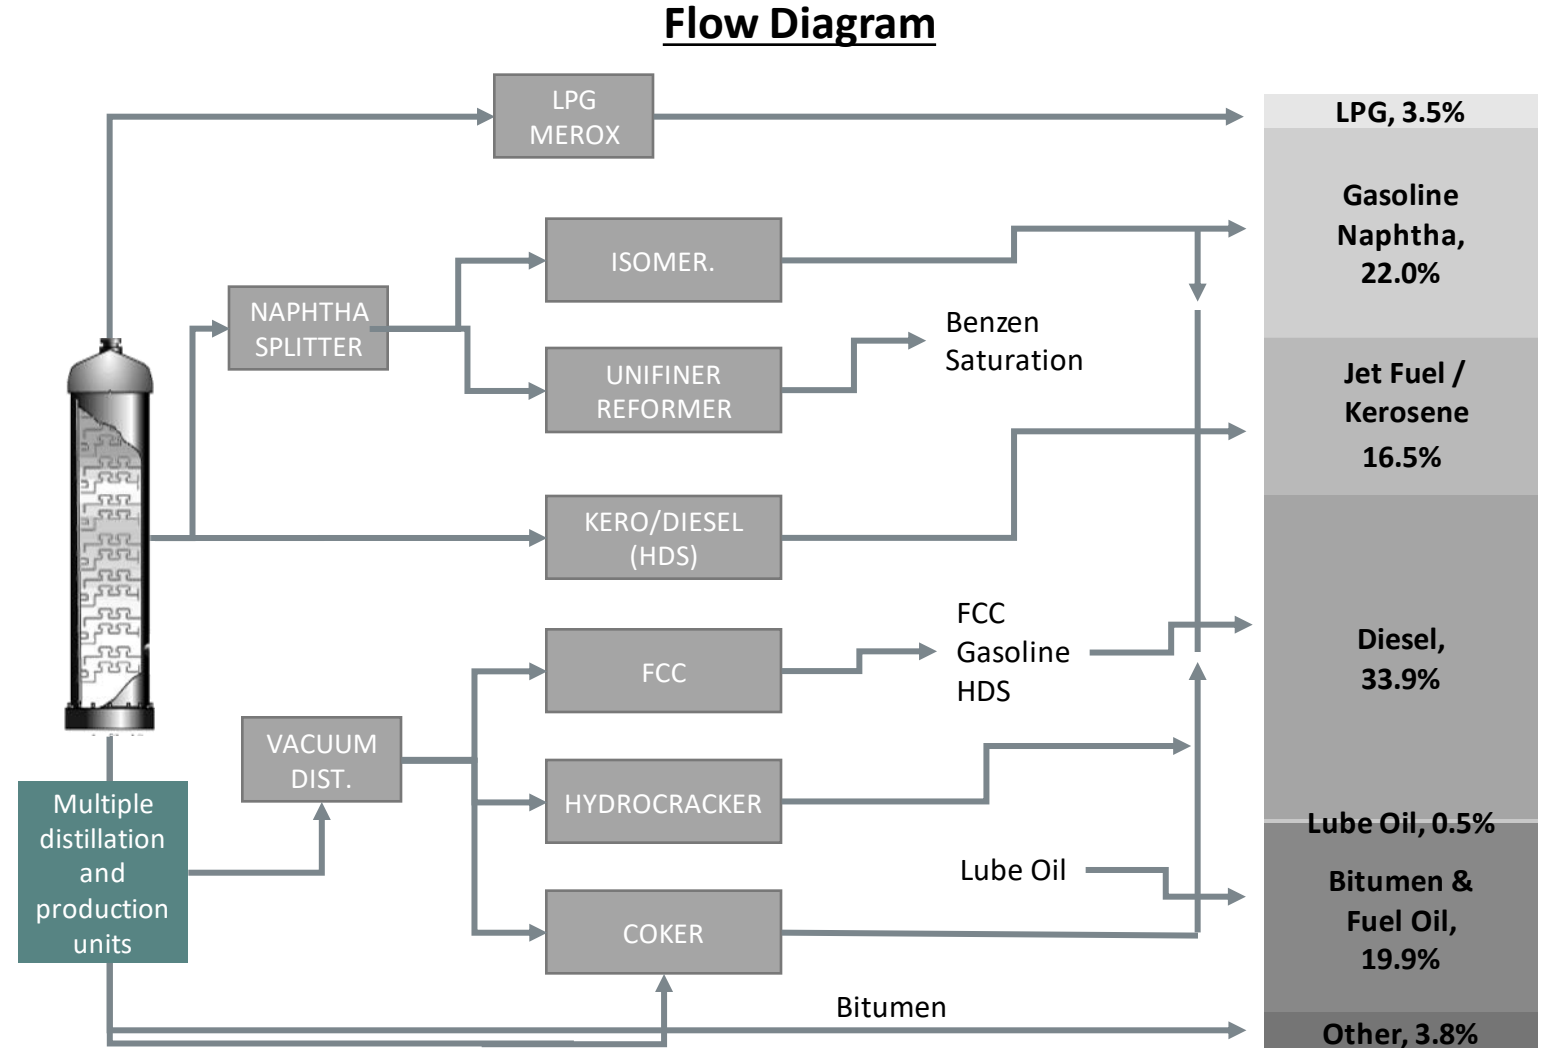 Flow Diagram
LPG
MEROX
LPG, 3.5%
Gasoline
Naphtha,
22.0%
ISOMER.
NAPHTHA
SPLITTER
Benzen
Saturation
UNIFINER
REFORMER
Jet Fuel /
Kerosene
16.5%
KERO/DIESEL
(HDS)
FCC
Gasoline
HDS
FCC
Diesel,
33.9%
VACUUM
DIST.
HYDROCRACKER
Multiple
distillation
and
production
units
Lube Oil, 0.5%
Lube Oil
Bitumen &
Fuel Oil,
19.9%
COKER
Bitumen
Other, 3.8%